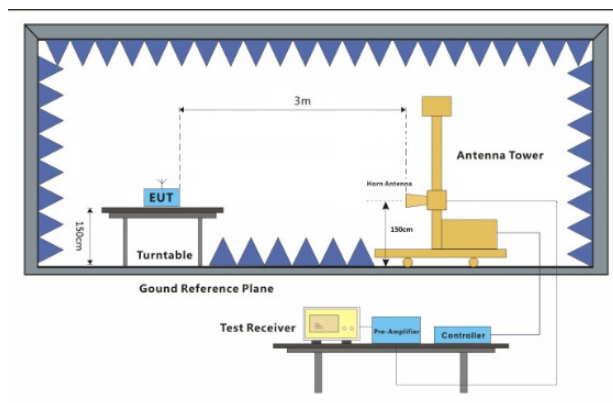 3m
Antenna Tower
Horn Antenna
EUT
150cm
150cm
Turntable
Gound Reference Plane
Test Receiver
Pre-Amplifier
Controller